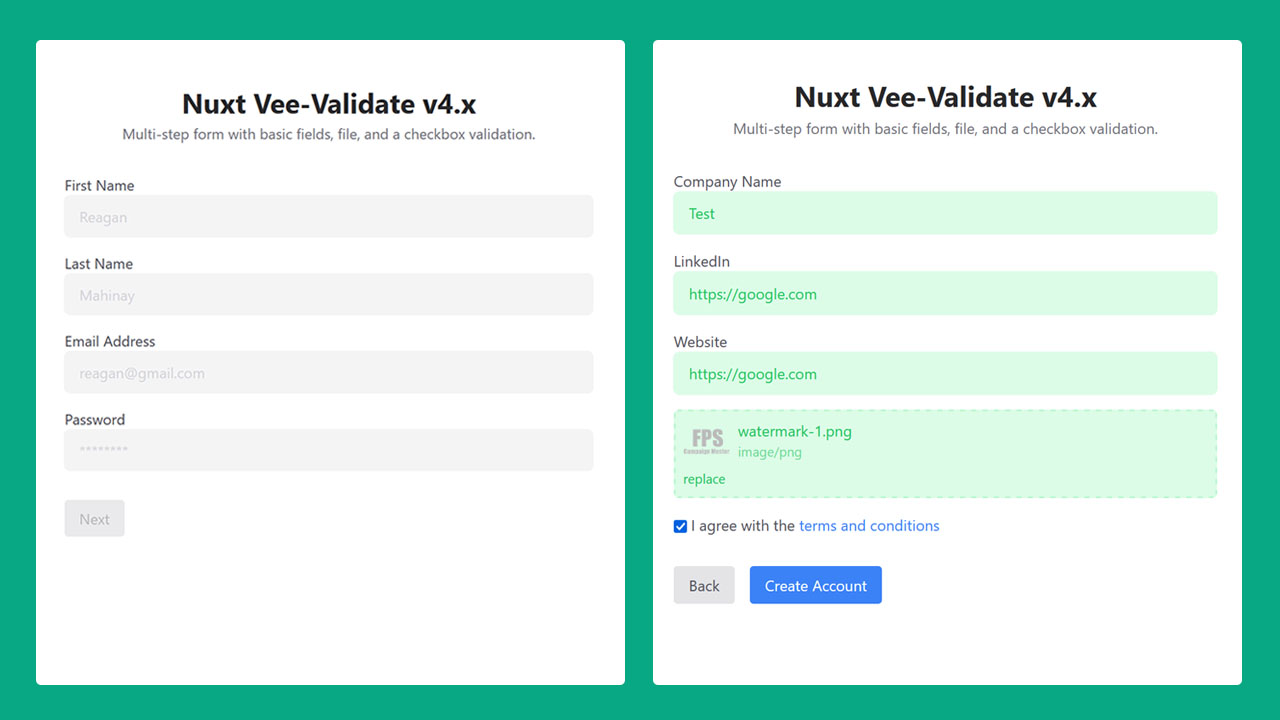 Nuxt Vee-Validate v4.x
Multi-step form with basic fields, file, and a checkbox validation.
First Name
Reagan
Last Name
Mahinay
Email Address
reagan@gmail.com
Password
********
Next
Nuxt Vee-Validate v4.x
Multi-step form with basic fields, file, and a checkbox validation.
Company Name
Test
LinkedIn
https://google.com
Website
https://google.com
FPS
Campaign Master
watermark-1.png
image/png
replace
I agree with the terms and conditions
Back
Create Account